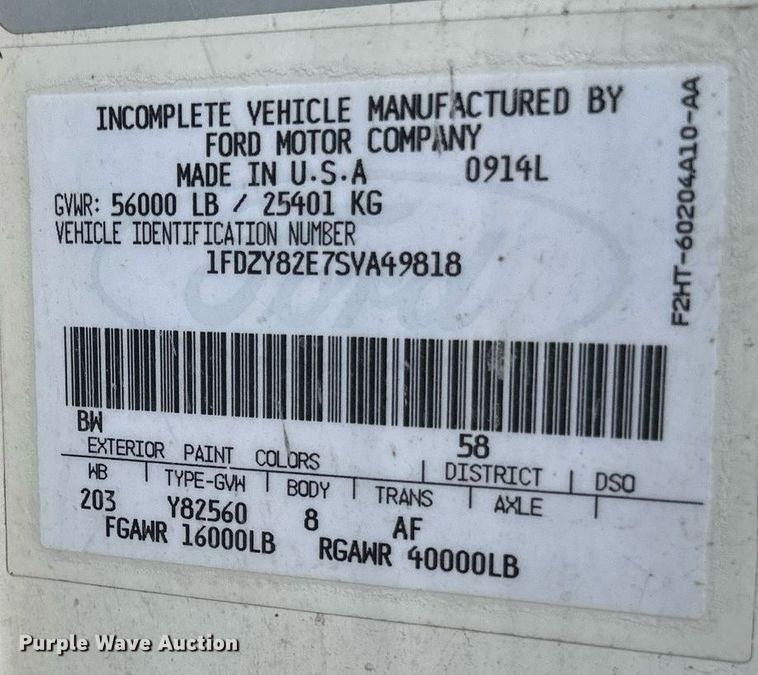 INCOMPLETE VEHICLE MANUFACTURED BY
FORD MOTOR COMPANY
MADE IN U.S.A 0914L
GVWR: 56000 LB / 25401 KG
VEHICLE IDENTIFICATION NUMBER
1FDZY82E7SVA49818
F2HT-60204A10-AA
Ford
BW 58
EXTERIOR PAINT COLORS DISTRICT DSO
WB TYPE-GVW BODY TRANS AXLE
203 Y82560 8 AF
FGAWR 16000LB RGAWR 40000LB
Purple Wave Auction